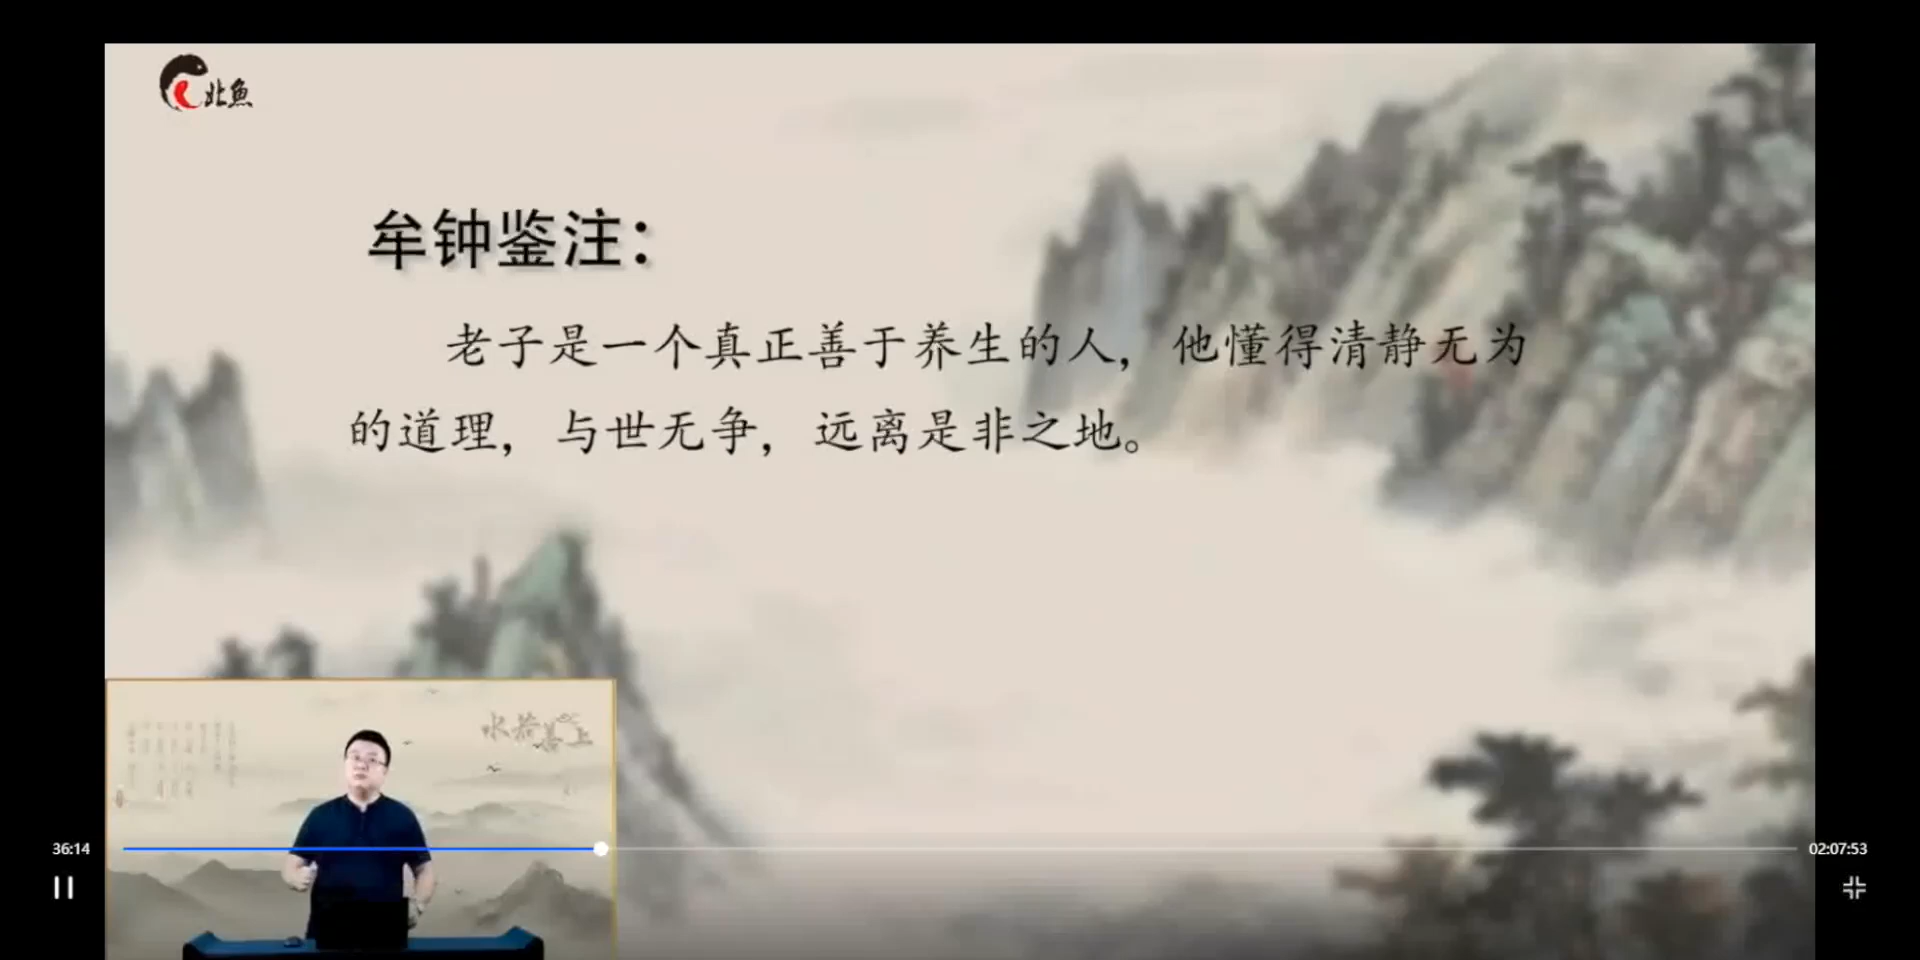 北魚
牟钟鉴注：
老子是一个真正善于养生的人，他懂得清静无为
的道理，与世无争，远离是非之地。
水若善上
36:14
02:07:53